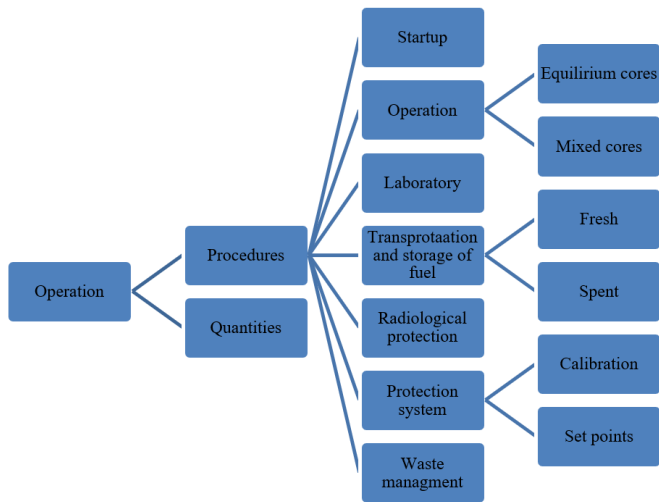 Startup
Equilirium cores
Operation
Mixed cores
Laboratory
Fresh
Procedures
Transprotaation
and storage of
fuel
Operation
Spent
Quantities
Radiological
protection
Calibration
Protection
system
Set points
Waste
managment